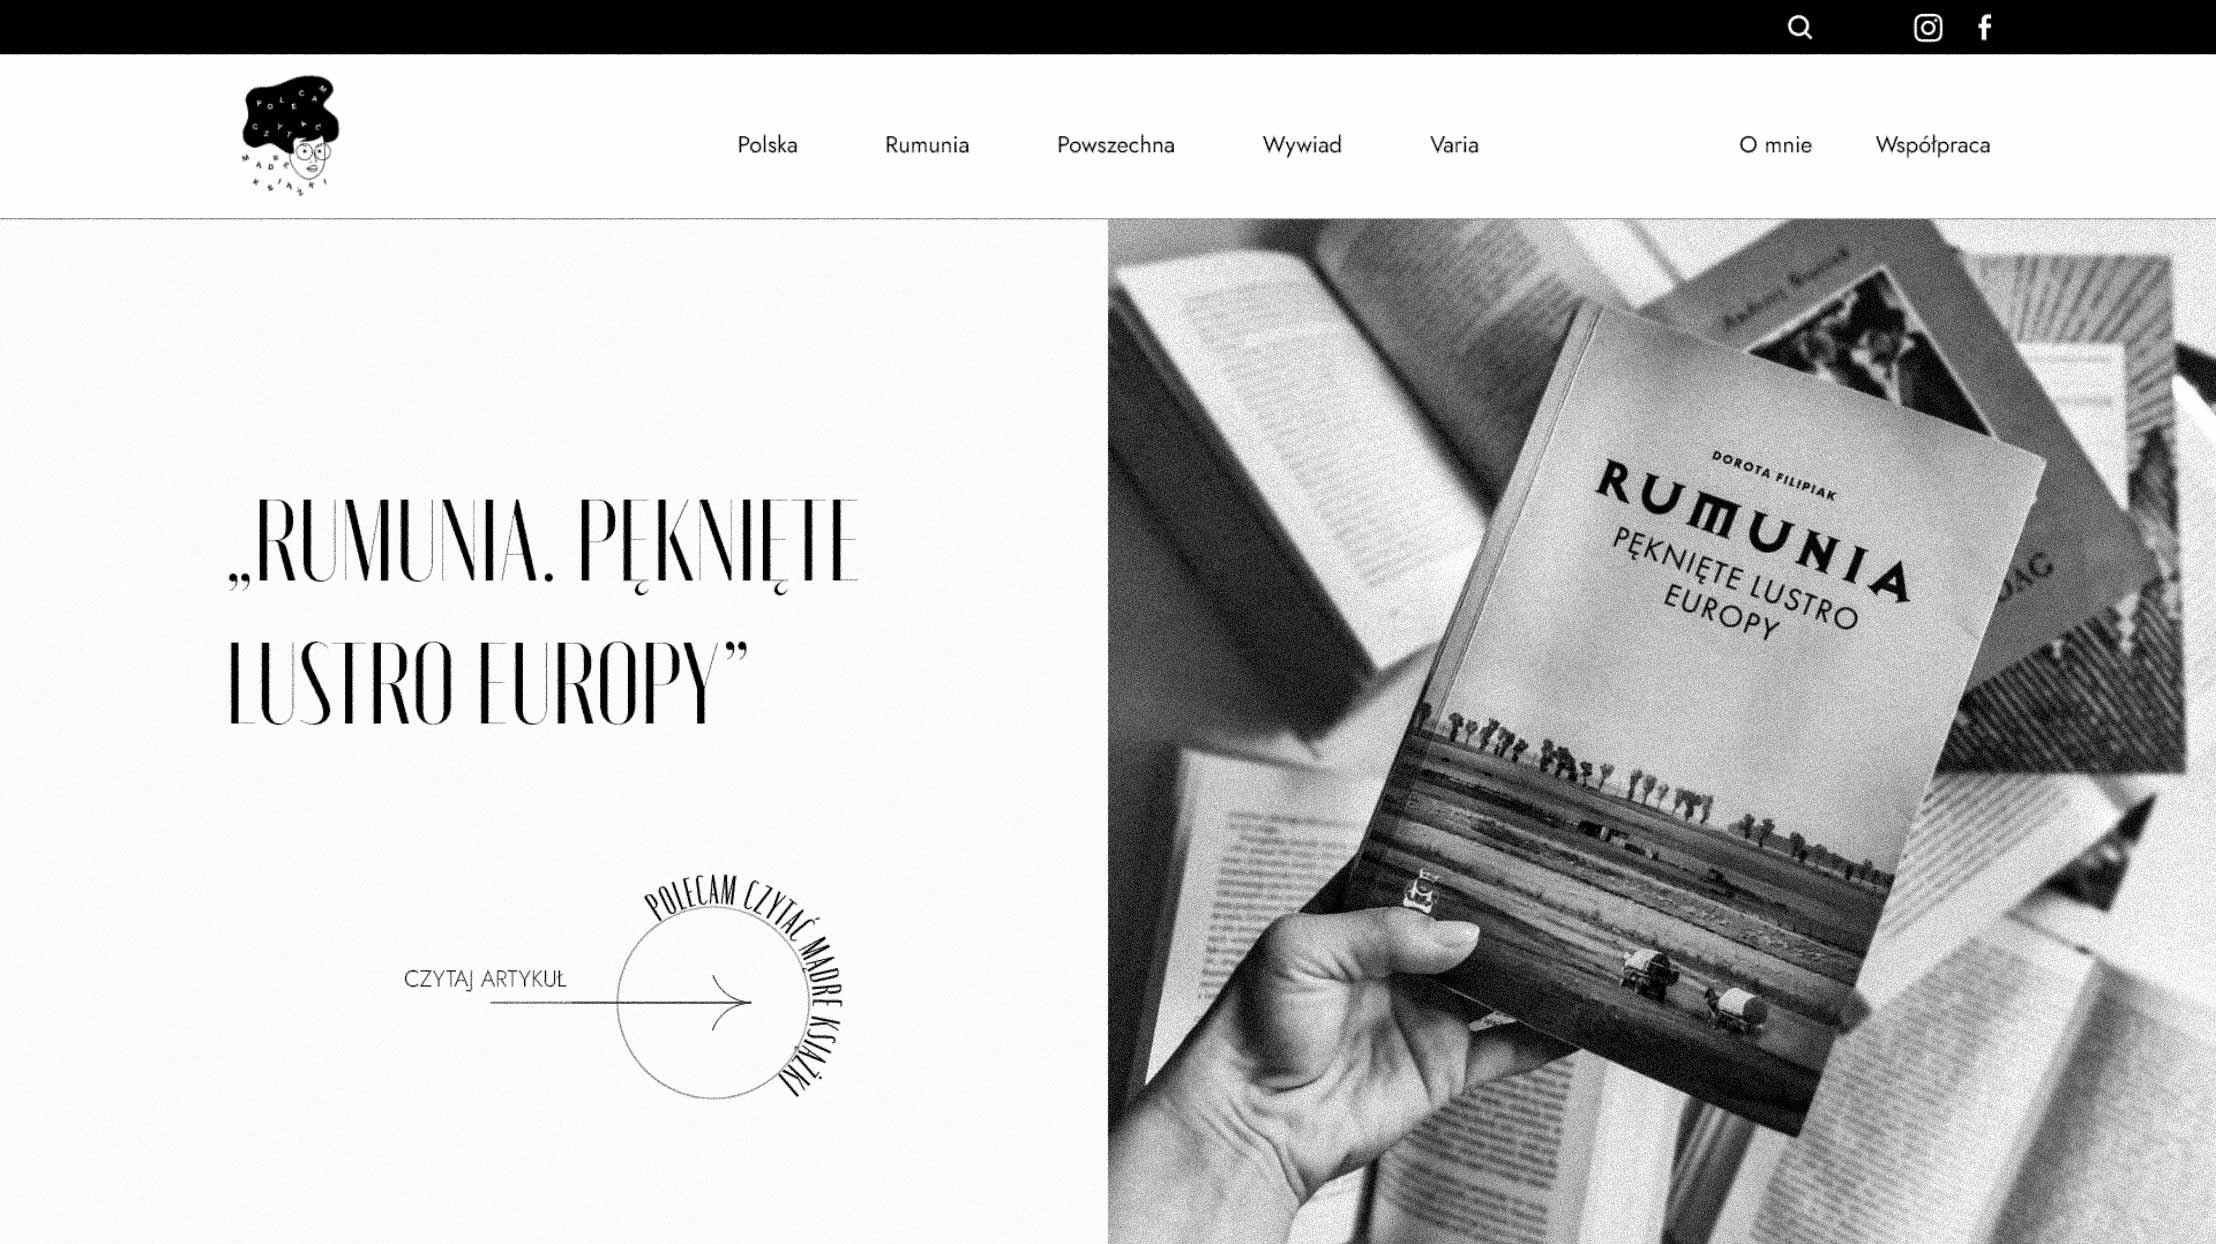 POLECAM
CZYTAĆ
MĄDRE
KSIĄŻKI
Polska
Rumunia
Powszechna
Wywiad
Varia
O mnie
Współpraca
„RUMUNIA. PĘKNIĘTE
LUSTRO EUROPY”
CZYTAJ ARTYKUŁ
POLECAM CZYTAĆ MĄDRE KSIĄŻKI
DOROTA FILIPIAK
RUMUNIA
PĘKNIĘTE LUSTRO
EUROPY